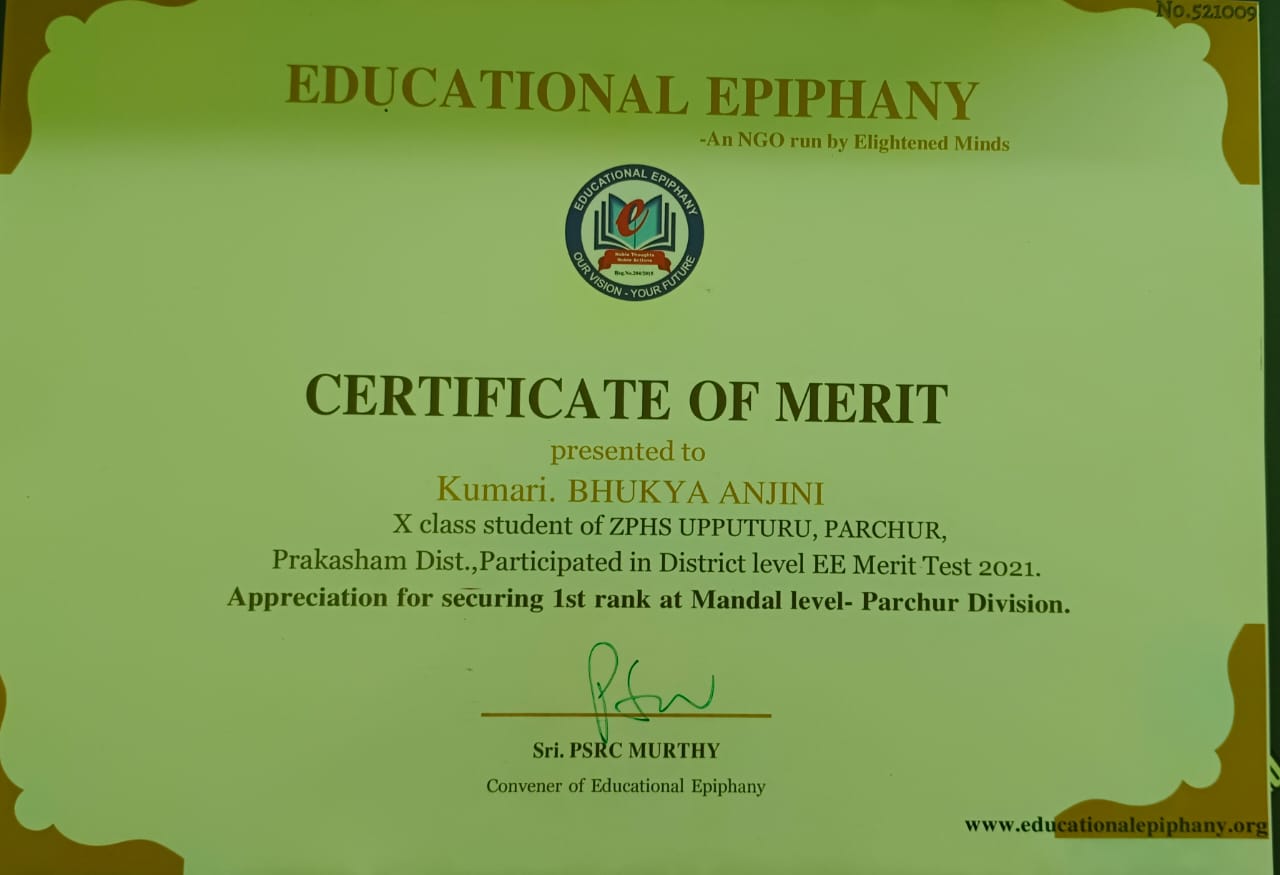 No.521009
EDUCATIONAL EPIPHANY
-An NGO run by Elightened Minds
EDUCATIONAL EPIPHANY
e
Noble Thoughts
Noble Actions
Reg.No.204/2015
OUR VISION - YOUR FUTURE
CERTIFICATE OF MERIT
presented to
Kumari. BHUKYA ANJINI
X class student of ZPHS UPPUTURU, PARCHUR,
Prakasham Dist.,Participated in District level EE Merit Test 2021.
Appreciation for securing 1st rank at Mandal level- Parchur Division.
Sri. PSRC MURTHY
Convener of Educational Epiphany
www.educationalepiphany.org